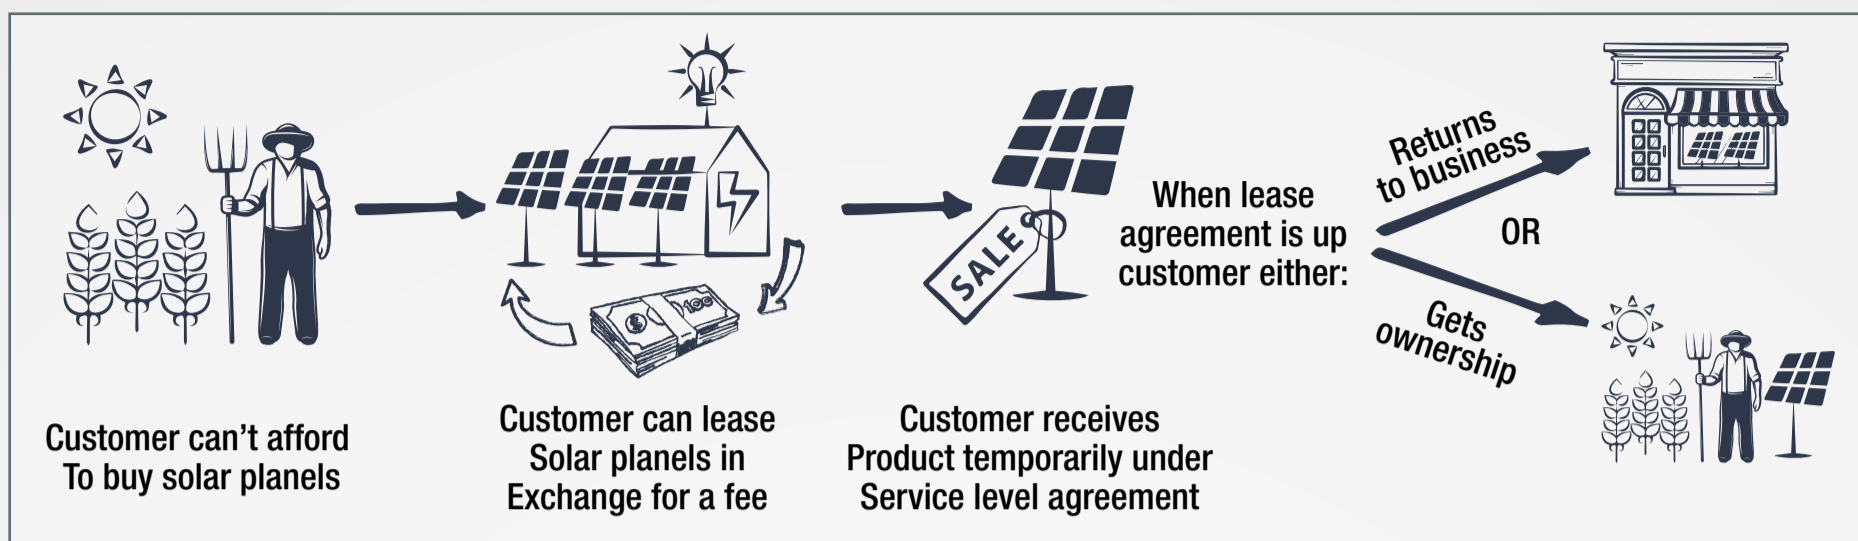 Customer can't afford
To buy solar planels
Customer can lease
Solar planels in
Exchange for a fee
SALE
Customer receives
Product temporarily under
Service level agreement
When lease
agreement is up
customer either:
Returns
to business
OR
Gets
ownership
$
100